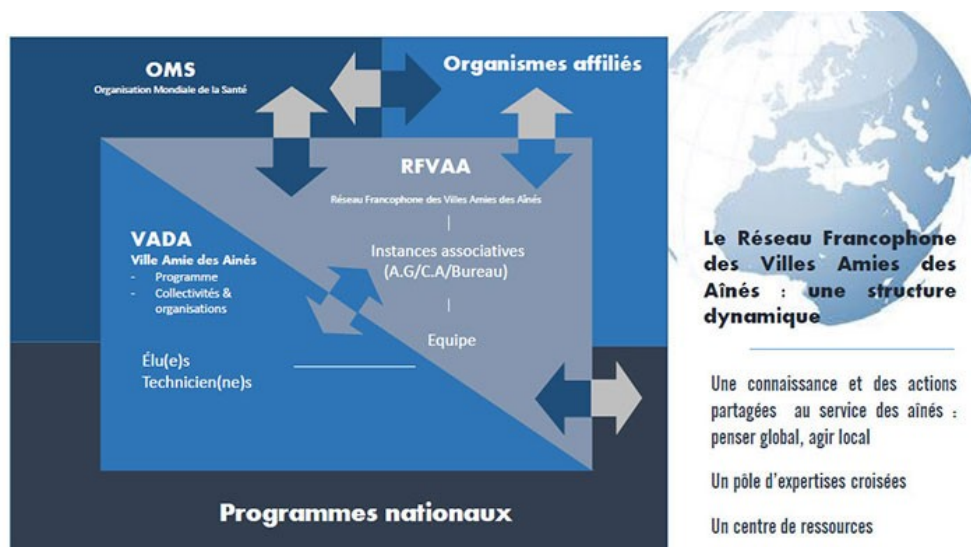 OMS
Organisation Mondiale de la Santé
Organismes affiliés
RFVAA
Réseau Francophone des Villes Amies des Aînés
Instances associatives
(A.G/C.A/Bureau)
Equipe
VADA
Ville Amie des Ainés
- Programme
- Collectivités &
organisations
Élu(e)s
Technicien(ne)s
Programmes nationaux
Le Réseau Francophone
des Villes Amies des
Aînés : une structure
dynamique
Une connaissance et des actions
partagées au service des aînés :
penser global, agir local
Un pôle d'expertises croisées
Un centre de ressources